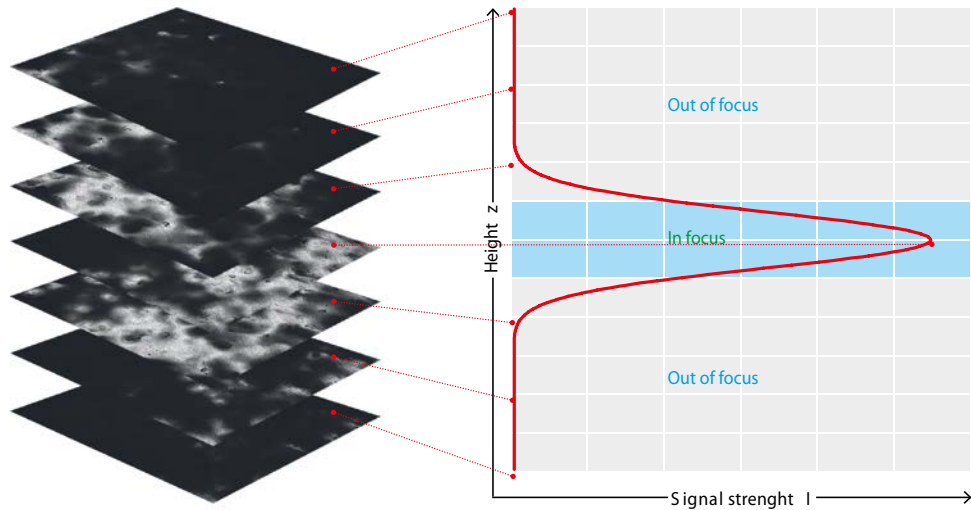 Out of focus
In focus
Out of focus
Height z
Signal strenght I